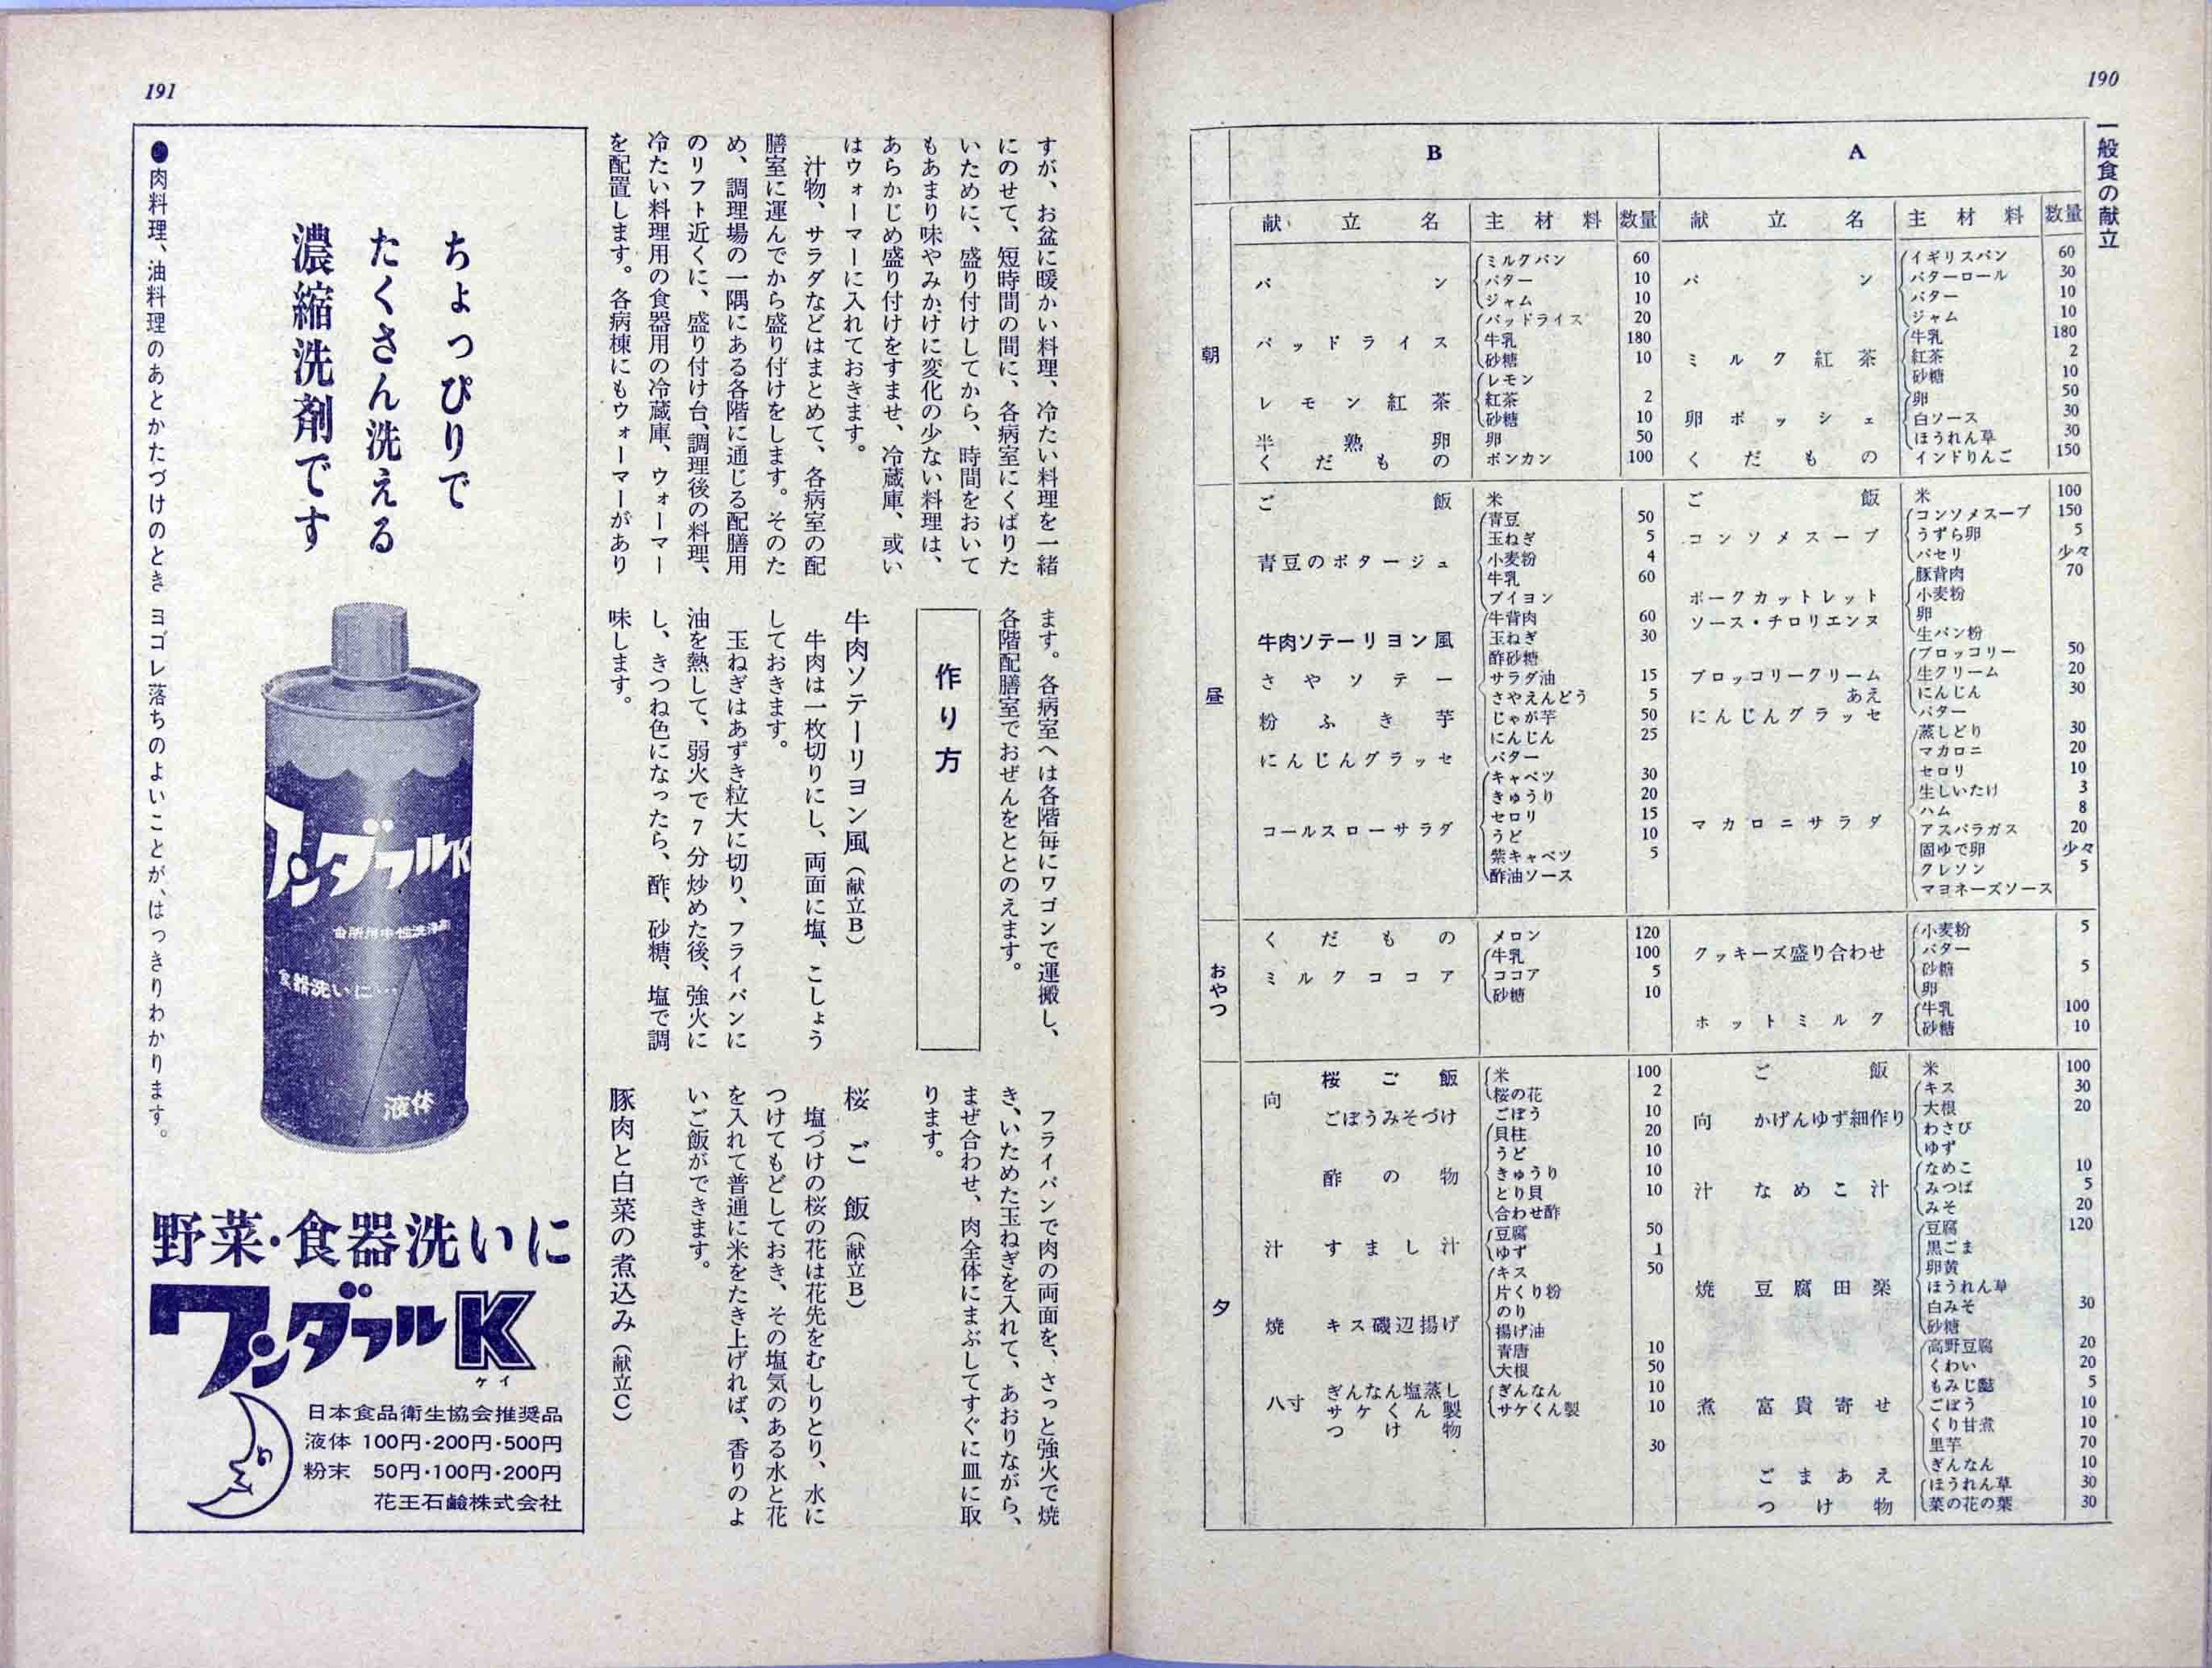 190
一般食の献立
A
献立名 主材料 数量
朝
パン
イギリスパン 60
バターロール 30
バター 10
ジャム 10
ミルク紅茶
牛乳 180
紅茶 2
砂糖 10
卵ポッシェ
卵 50
白ソース 30
ほうれん草 30
くだもの インドりんご 150
昼
ご飯 米 100
コンソメスープ
コンソメスープ 150
うずら卵 5
パセリ 少々
ポークカットレット
ソース・チロリエンヌ
豚背肉 70
小麦粉
卵
生パン粉
ブロッコリークリーム
あえ
ブロッコリー 50
生クリーム 20
にんじんグラッセ
にんじん 30
バター
マカロニサラダ
蒸しどり 30
マカロニ 20
セロリ 10
生しいたけ 3
ハム 8
アスパラガス 20
固ゆで卵 少々
クレソン 5
マヨネーズソース
おやつ
クッキーズ盛り合わせ
小麦粉 5
バター
砂糖 5
卵
ホットミルク
牛乳 100
砂糖 10
夕
ご飯 米 100
向 かげんゆず細作り
キス 30
大根 20
わさび
ゆず
汁 なめこ汁
なめこ 10
みつば 5
みそ 20
焼 豆腐田楽
豆腐 120
黒ごま
卵黄
ほうれん草
白みそ 30
砂糖
煮 富貴寄せ
高野豆腐 20
くわい 20
もみじ麩 5
ごぼう 10
くり甘煮 10
里芋 70
ぎんなん 10
ごまあえ ほうれん草 30
つけ物 菜の花の葉 30
B
献立名 主材料 数量
パン
ミルクパン 60
バター 10
ジャム 10
パッドライス
パッドライス 20
牛乳 180
砂糖 10
レモン紅茶
レモン
紅茶 2
砂糖 10
半熟卵 卵 50
くだもの ポンカン 100
ご飯 米
青豆のポタージュ
青豆 50
玉ねぎ 5
小麦粉 4
牛乳 60
ブイヨン
牛肉ソテーリヨン風
牛背肉 60
玉ねぎ 30
酢砂糖
さやソテー
サラダ油 15
さやえんどう 5
粉ふき芋 じゃが芋 50
にんじんグラッセ
にんじん 25
バター
コールスローサラダ
キャベツ 30
きゅうり 20
セロリ 15
うど 10
紫キャベツ 5
酢油ソース
くだもの メロン 120
ミルクココア
牛乳 100
ココア 5
砂糖 10
桜ご飯
米 100
桜の花 2
向 ごぼうみそづけ ごぼう 10
酢の物
貝柱 20
うど 10
きゅうり 10
とり貝 10
合わせ酢
汁 すまし汁
豆腐 50
ゆず 1
焼 キス磯辺揚げ
キス 50
片くり粉
のり
揚げ油
青唐 10
大根 50
八寸 ぎんなん塩蒸し ぎんなん 10
サケくん製 サケくん製 10
つけ物 30
191
すが、お盆に暖かい料理、冷たい料理を一緒
にのせて、短時間の間に、各病室にくばりた
いために、盛り付けしてから、時間をおいて
もあまり味やみかけに変化の少ない料理は、
あらかじめ盛り付けをすませ、冷蔵庫、或い
はウォーマーに入れておきます。
汁物、サラダなどはまとめて、各病室の配
膳室に運んでから盛り付けをします。そのた
め、調理場の一隅にある各階に通じる配膳用
のリフト近くに、盛り付け台、調理後の料理、
冷たい料理用の食器用の冷蔵庫、ウォーマー
を配置します。各病棟にもウォーマーがあり
ます。各病室へは各階毎にワゴンで運搬し、
各階配膳室でおぜんをととのえます。
作り方
牛肉ソテーリヨン風（献立B）
牛肉は一枚切りにし、両面に塩、こしょう
しておきます。
玉ねぎはあずき粒大に切り、フライパンに
油を熱して、弱火で7分炒めた後、強火に
し、きつね色になったら、酢、砂糖、塩で調
味します。
フライパンで肉の両面を、さっと強火で焼
き、いためた玉ねぎを入れて、あおりながら、
まぜ合わせ、肉全体にまぶしてすぐに皿に取
ります。
桜ご飯（献立B）
塩づけの桜の花は花先をむしりとり、水に
つけてもどしておき、その塩気のある水と花
を入れて普通に米をたき上げれば、香りのよ
いご飯ができます。
豚肉と白菜の煮込み（献立C）
ちょっぴりで
たくさん洗える
濃縮洗剤です
●肉料理、油料理のあとかたづけのとき ヨゴレ落ちのよいことが、はっきりわかります。
ワンダフルK
台所用中性洗浄剤
食器洗いに…
液体
野菜・食器洗いに
ワンダフルK
ケイ
日本食品衛生協会推奨品
液体 100円・200円・500円
粉末 50円・100円・200円
花王石鹼株式会社